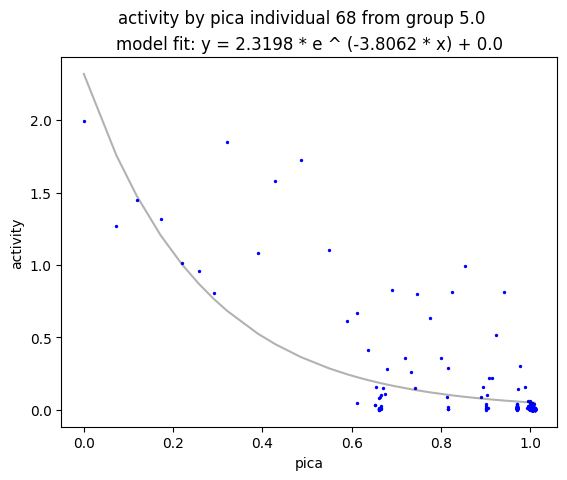 activity by pica individual 68 from group 5.0
model fit: y = 2.3198 * e ^ (-3.8062 * x) + 0.0
2.0
1.5
1.0
0.5
0.0
activity
0.0 0.2 0.4 0.6 0.8 1.0
pica